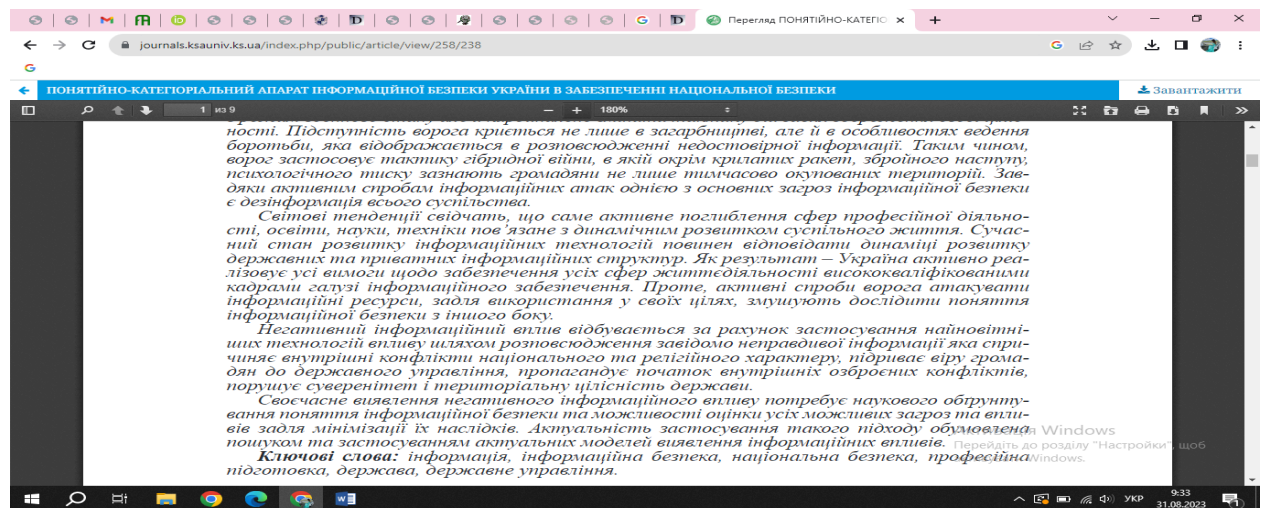 Перегляд ПОНЯТІЙНО-КАТЕГО
journals.ksauniv.ks.ua/index.php/public/article/view/258/238
ПОНЯТІЙНО-КАТЕГОРІАЛЬНИЙ АПАРАТ ІНФОРМАЦІЙНОЇ БЕЗПЕКИ УКРАЇНИ В ЗАБЕЗПЕЧЕННІ НАЦІОНАЛЬНОЇ БЕЗПЕКИ Завантажити
1 из 9 180%
ності. Підступність ворога криється не лише в загарбництві, але й в особливостях ведення
боротьби, яка відображається в розповсюдженні недостовірної інформації. Таким чином,
ворог застосовує тактику гібридної війни, в якій окрім крилатих ракет, збройного наступу,
психологічного тиску зазнають громадяни не лише тимчасово окупованих територій. Зав-
дяки активним спробам інформаційних атак однією з основних загроз інформаційної безпеки
є дезінформація всього суспільства.
Світові тенденції свідчать, що саме активне поглиблення сфер професійної діяльно-
сті, освіти, науки, техніки пов’язане з динамічним розвитком суспільного життя. Сучас-
ний стан розвитку інформаційних технологій повинен відповідати динаміці розвитку
державних та приватних інформаційних структур. Як результат – Україна активно реа-
лізовує усі вимоги щодо забезпечення усіх сфер життєдіяльності висококваліфікованими
кадрами галузі інформаційного забезпечення. Проте, активні спроби ворога атакувати
інформаційні ресурси, задля використання у своїх цілях, змушують дослідити поняття
інформаційної безпеки з іншого боку.
Негативний інформаційний вплив відбувається за рахунок застосування найновітні-
ших технологій впливу шляхом розповсюдження завідомо неправдивої інформації яка спри-
чиняє внутрішні конфлікти національного та релігійного характеру, підриває віру грома-
дян до державного управління, пропагандує початок внутрішніх озброєних конфліктів,
порушує суверенітет і територіальну цілісність держави.
Своєчасне виявлення негативного інформаційного впливу потребує наукового обґрунту-
вання поняття інформаційної безпеки та можливості оцінки усіх можливих загроз та впли-
вів задля мінімізації їх наслідків. Актуальність застосування такого підходу обумовлена Windows
пошуком та застосуванням актуальних моделей виявлення інформаційних впливів. Перейдіть до розділу "Настройки", щоб
Ключові слова: інформація, інформаційна безпека, національна безпека, професійна Windows.
підготовка, держава, державне управління.
УКР 9:33
31.08.2023